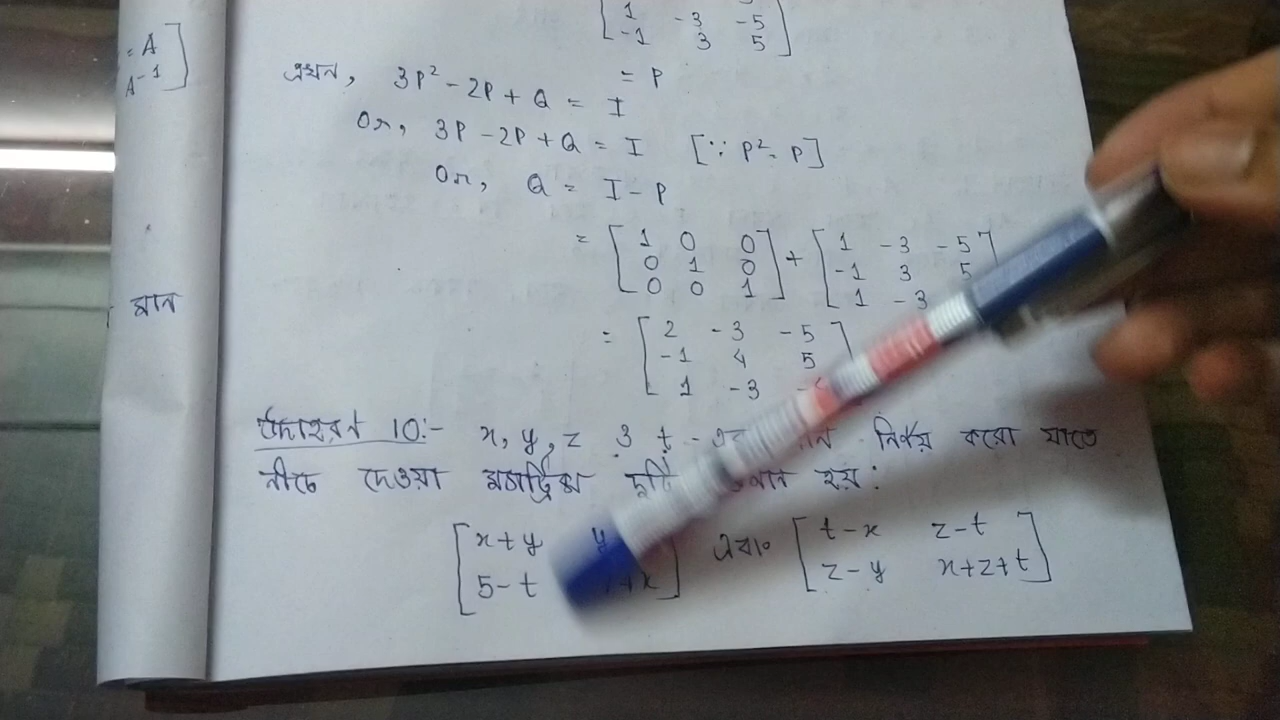 = A
A⁻¹
মান
1 -3 -5
-1 3 5
= P
এখন, 3P² - 2P + Q = I
Or, 3P - 2P + Q = I [∵ P² = P]
Or, Q = I - P
= [1 0 0 + [1 -3 -5
0 1 0 -1 3 5
0 0 1] 1 -3
= [2 -3 -5
-1 4 5
1 -3
উদাহরণ 10:- x, y, z ও t - এর মান নির্ণয় করো যাতে
নীচে দেওয়া ম্যাট্রিক্স দুটি হয়:
[x+y y এবং [t-x z-t
5-t z-y x+z+t]